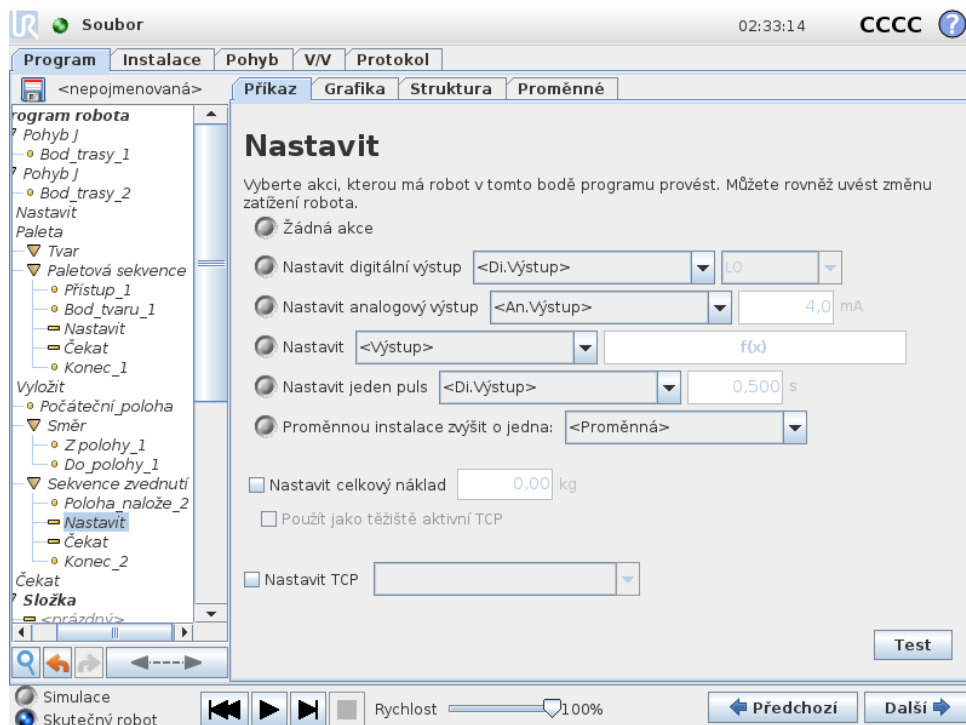 UR Soubor 02:33:14 CCCC ?
Program Instalace Pohyb V/V Protokol
<nepojmenovaná> Příkaz Grafika Struktura Proměnné
rogram robota
Pohyb J
Bod_trasy_1
Pohyb J
Bod_trasy_2
Nastavit
Paleta
Tvar
Paletová sekvence
Přístup_1
Bod_tvaru_1
Nastavit
Čekat
Konec_1
Vyložit
Počáteční poloha
Směr
Z polohy_1
Do_polohy_1
Sekvence zvednutí
Poloha_nalože_2
Nastavit
Čekat
Konec_2
Čekat
Složka
<prázdný>
Nastavit
Vyberte akci, kterou má robot v tomto bodě programu provést. Můžete rovněž uvést změnu
zatížení robota.
Žádná akce
Nastavit digitální výstup <Di.Výstup> L0
Nastavit analogový výstup <An.Výstup> 4,0 mA
Nastavit <Výstup> f(x)
Nastavit jeden puls <Di.Výstup> 0,500 s
Proměnnou instalace zvýšit o jedna: <Proměnná>
Nastavit celkový náklad 0,00 kg
Použít jako těžiště aktivní TCP
Nastavit TCP
Test
Simulace
Skutečný robot
Rychlost 100%
Předchozí Další